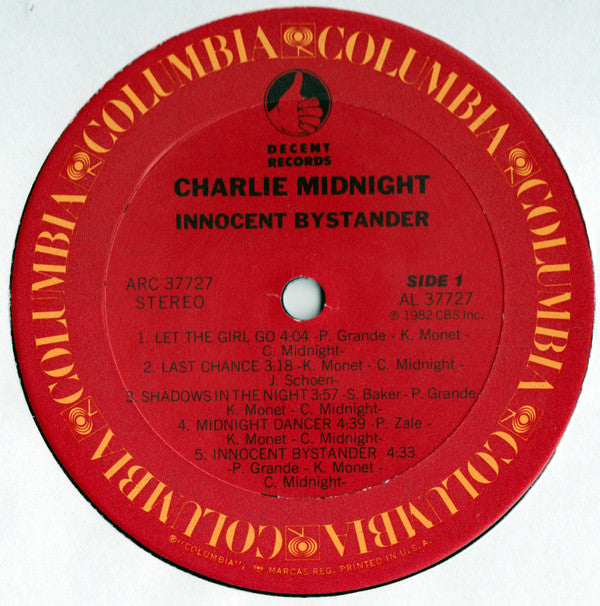 COLUMBIA COLUMBIA COLUMBIA COLUMBIA COLUMBIA COLUMBIA COLUMBIA
DECENT
RECORDS
CHARLIE MIDNIGHT
INNOCENT BYSTANDER
ARC 37727
STEREO
SIDE 1
AL 37727
℗ 1982 CBS Inc.
1. LET THE GIRL GO 4:04 -P. Grande - K. Monet -
C. Midnight-
2. LAST CHANCE 3:18 -K. Monet - C. Midnight -
J. Schoen-
3. SHADOWS IN THE NIGHT 3:57 -S. Baker - P. Grande
K. Monet - C. Midnight-
4. MIDNIGHT DANCER 4:39 -P. Zale -
K. Monet - C. Midnight
5. INNOCENT BYSTANDER 4:33
-P. Grande - K. Monet -
C. Midnight-
"COLUMBIA", MARCAS REG. PRINTED IN U.S.A.